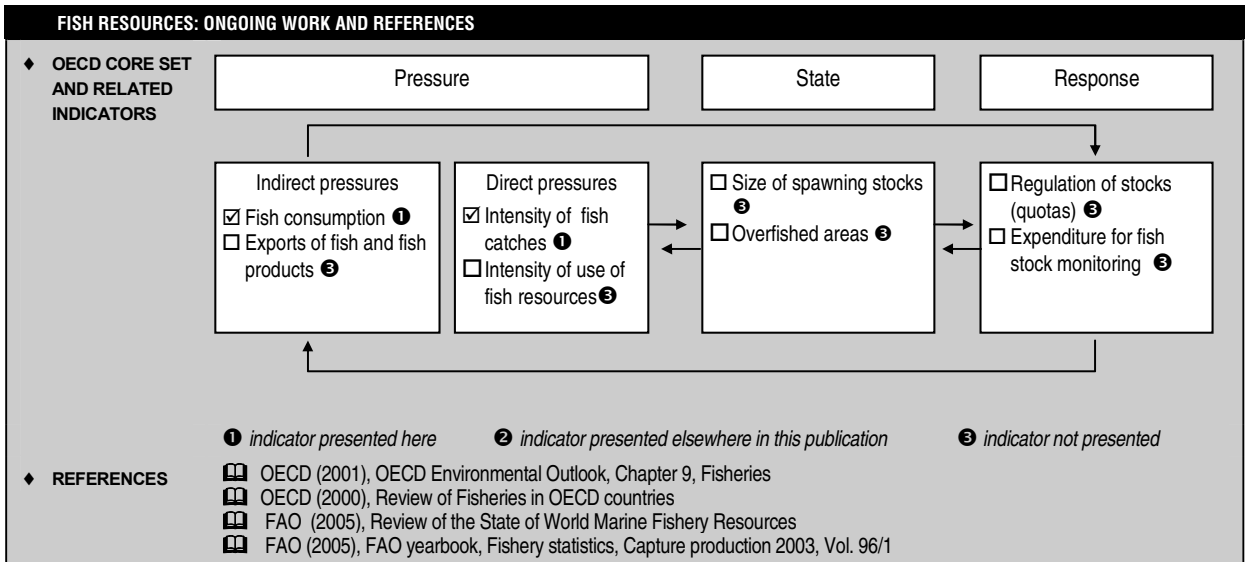 FISH RESOURCES: ONGOING WORK AND REFERENCES
♦ OECD CORE SET
AND RELATED
INDICATORS
Pressure
State
Response
Indirect pressures
☑ Fish consumption ❶
☐ Exports of fish and fish
products ❸
Direct pressures
☑ Intensity of fish
catches ❶
☐ Intensity of use of
fish resources ❸
☐ Size of spawning stocks
❸
☐ Overfished areas ❸
☐ Regulation of stocks
(quotas) ❸
☐ Expenditure for fish
stock monitoring ❸
❶ indicator presented here ❷ indicator presented elsewhere in this publication ❸ indicator not presented
♦ REFERENCES
🕮 OECD (2001), OECD Environmental Outlook, Chapter 9, Fisheries
🕮 OECD (2000), Review of Fisheries in OECD countries
🕮 FAO (2005), Review of the State of World Marine Fishery Resources
🕮 FAO (2005), FAO yearbook, Fishery statistics, Capture production 2003, Vol. 96/1